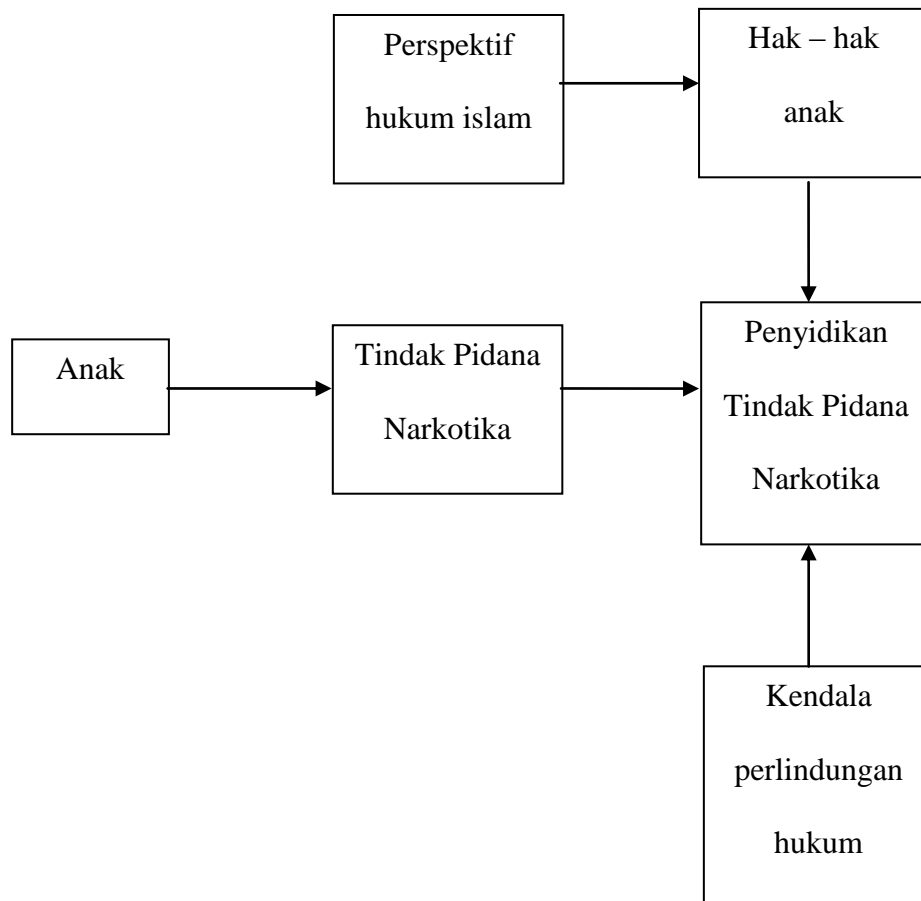 Perspektif
hukum islam
Hak – hak
anak
Anak
Tindak Pidana
Narkotika
Penyidikan
Tindak Pidana
Narkotika
Kendala
perlindungan
hukum